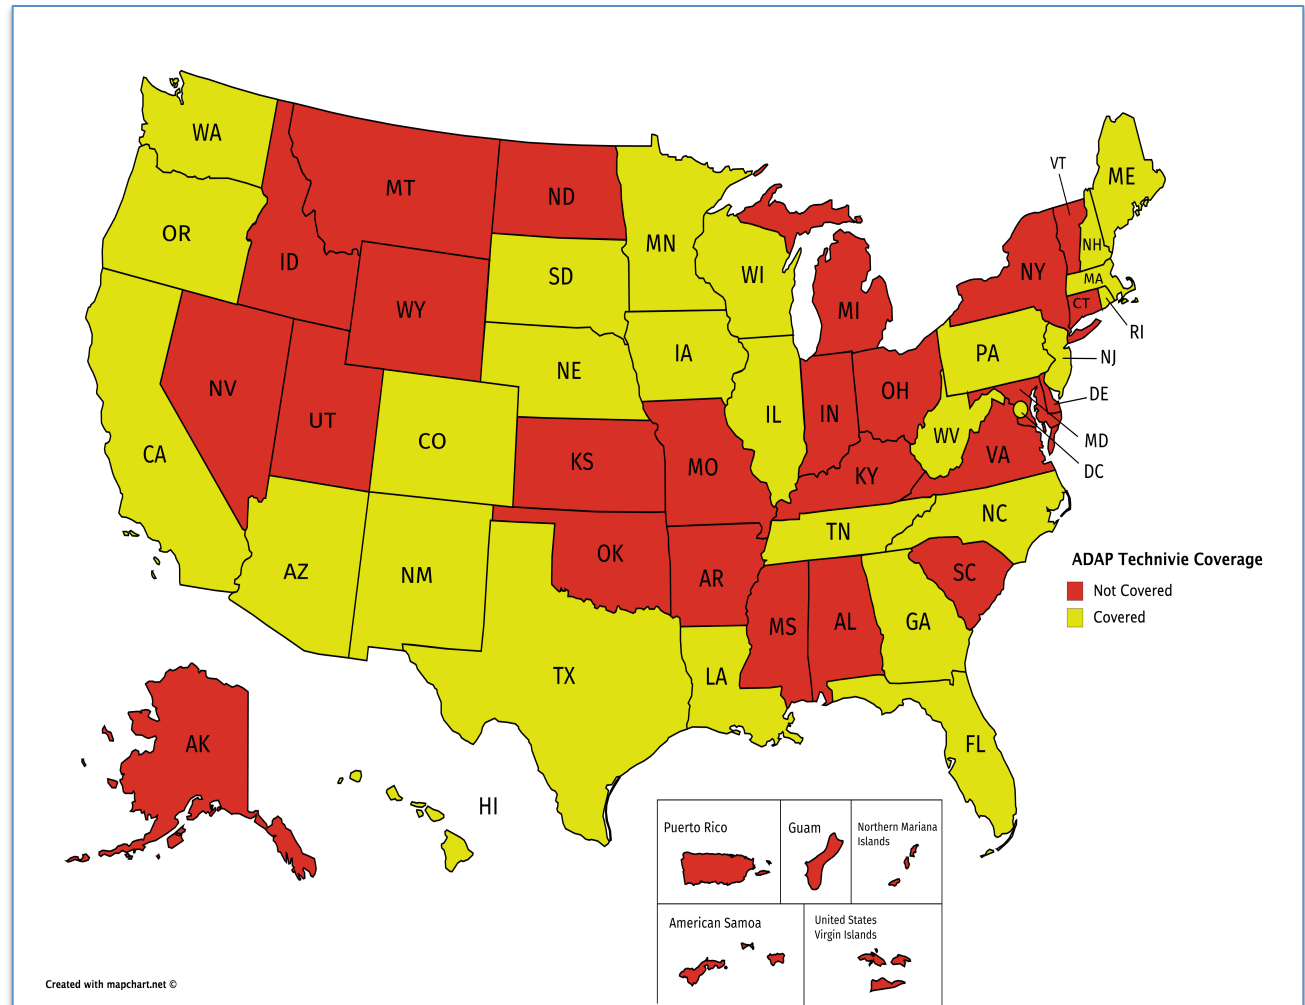 WA
VT
ME
MT
ND
OR
MN
NH
ID
SD
WI
NY
MA
WY
CT
MI
RI
IA
PA
NJ
NE
NV
OH
DE
UT
IL
IN
CO
WV
MD
CA
KS
MO
VA
DC
KY
NC
TN
OK
ADAP Technivie Coverage
AZ
NM
AR
SC
Not Covered
MS
AL
GA
Covered
TX
LA
AK
FL
HI
Puerto Rico
Guam
Northern Mariana
Islands
American Samoa
United States
Virgin Islands
Created with mapchart.net ©